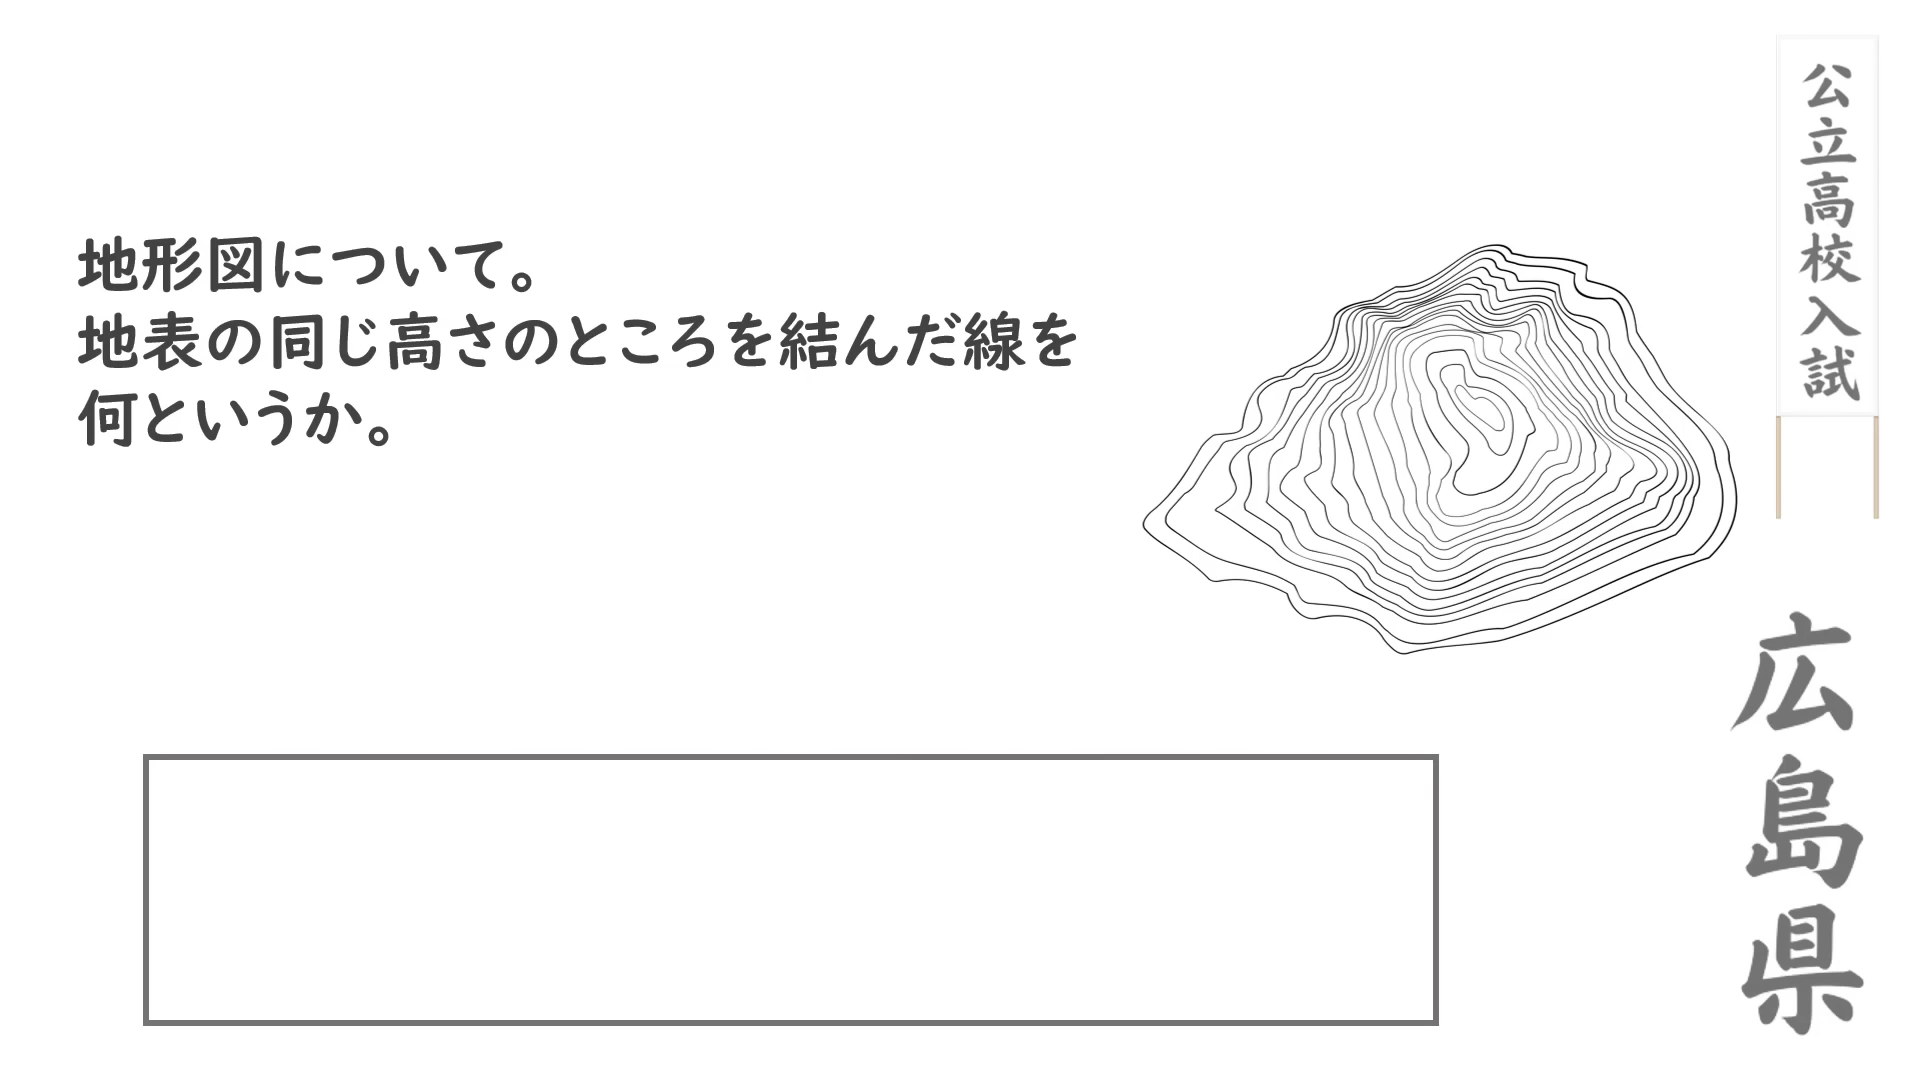 地形図について。
地表の同じ高さのところを結んだ線を
何というか。
公立高校入試
広島県